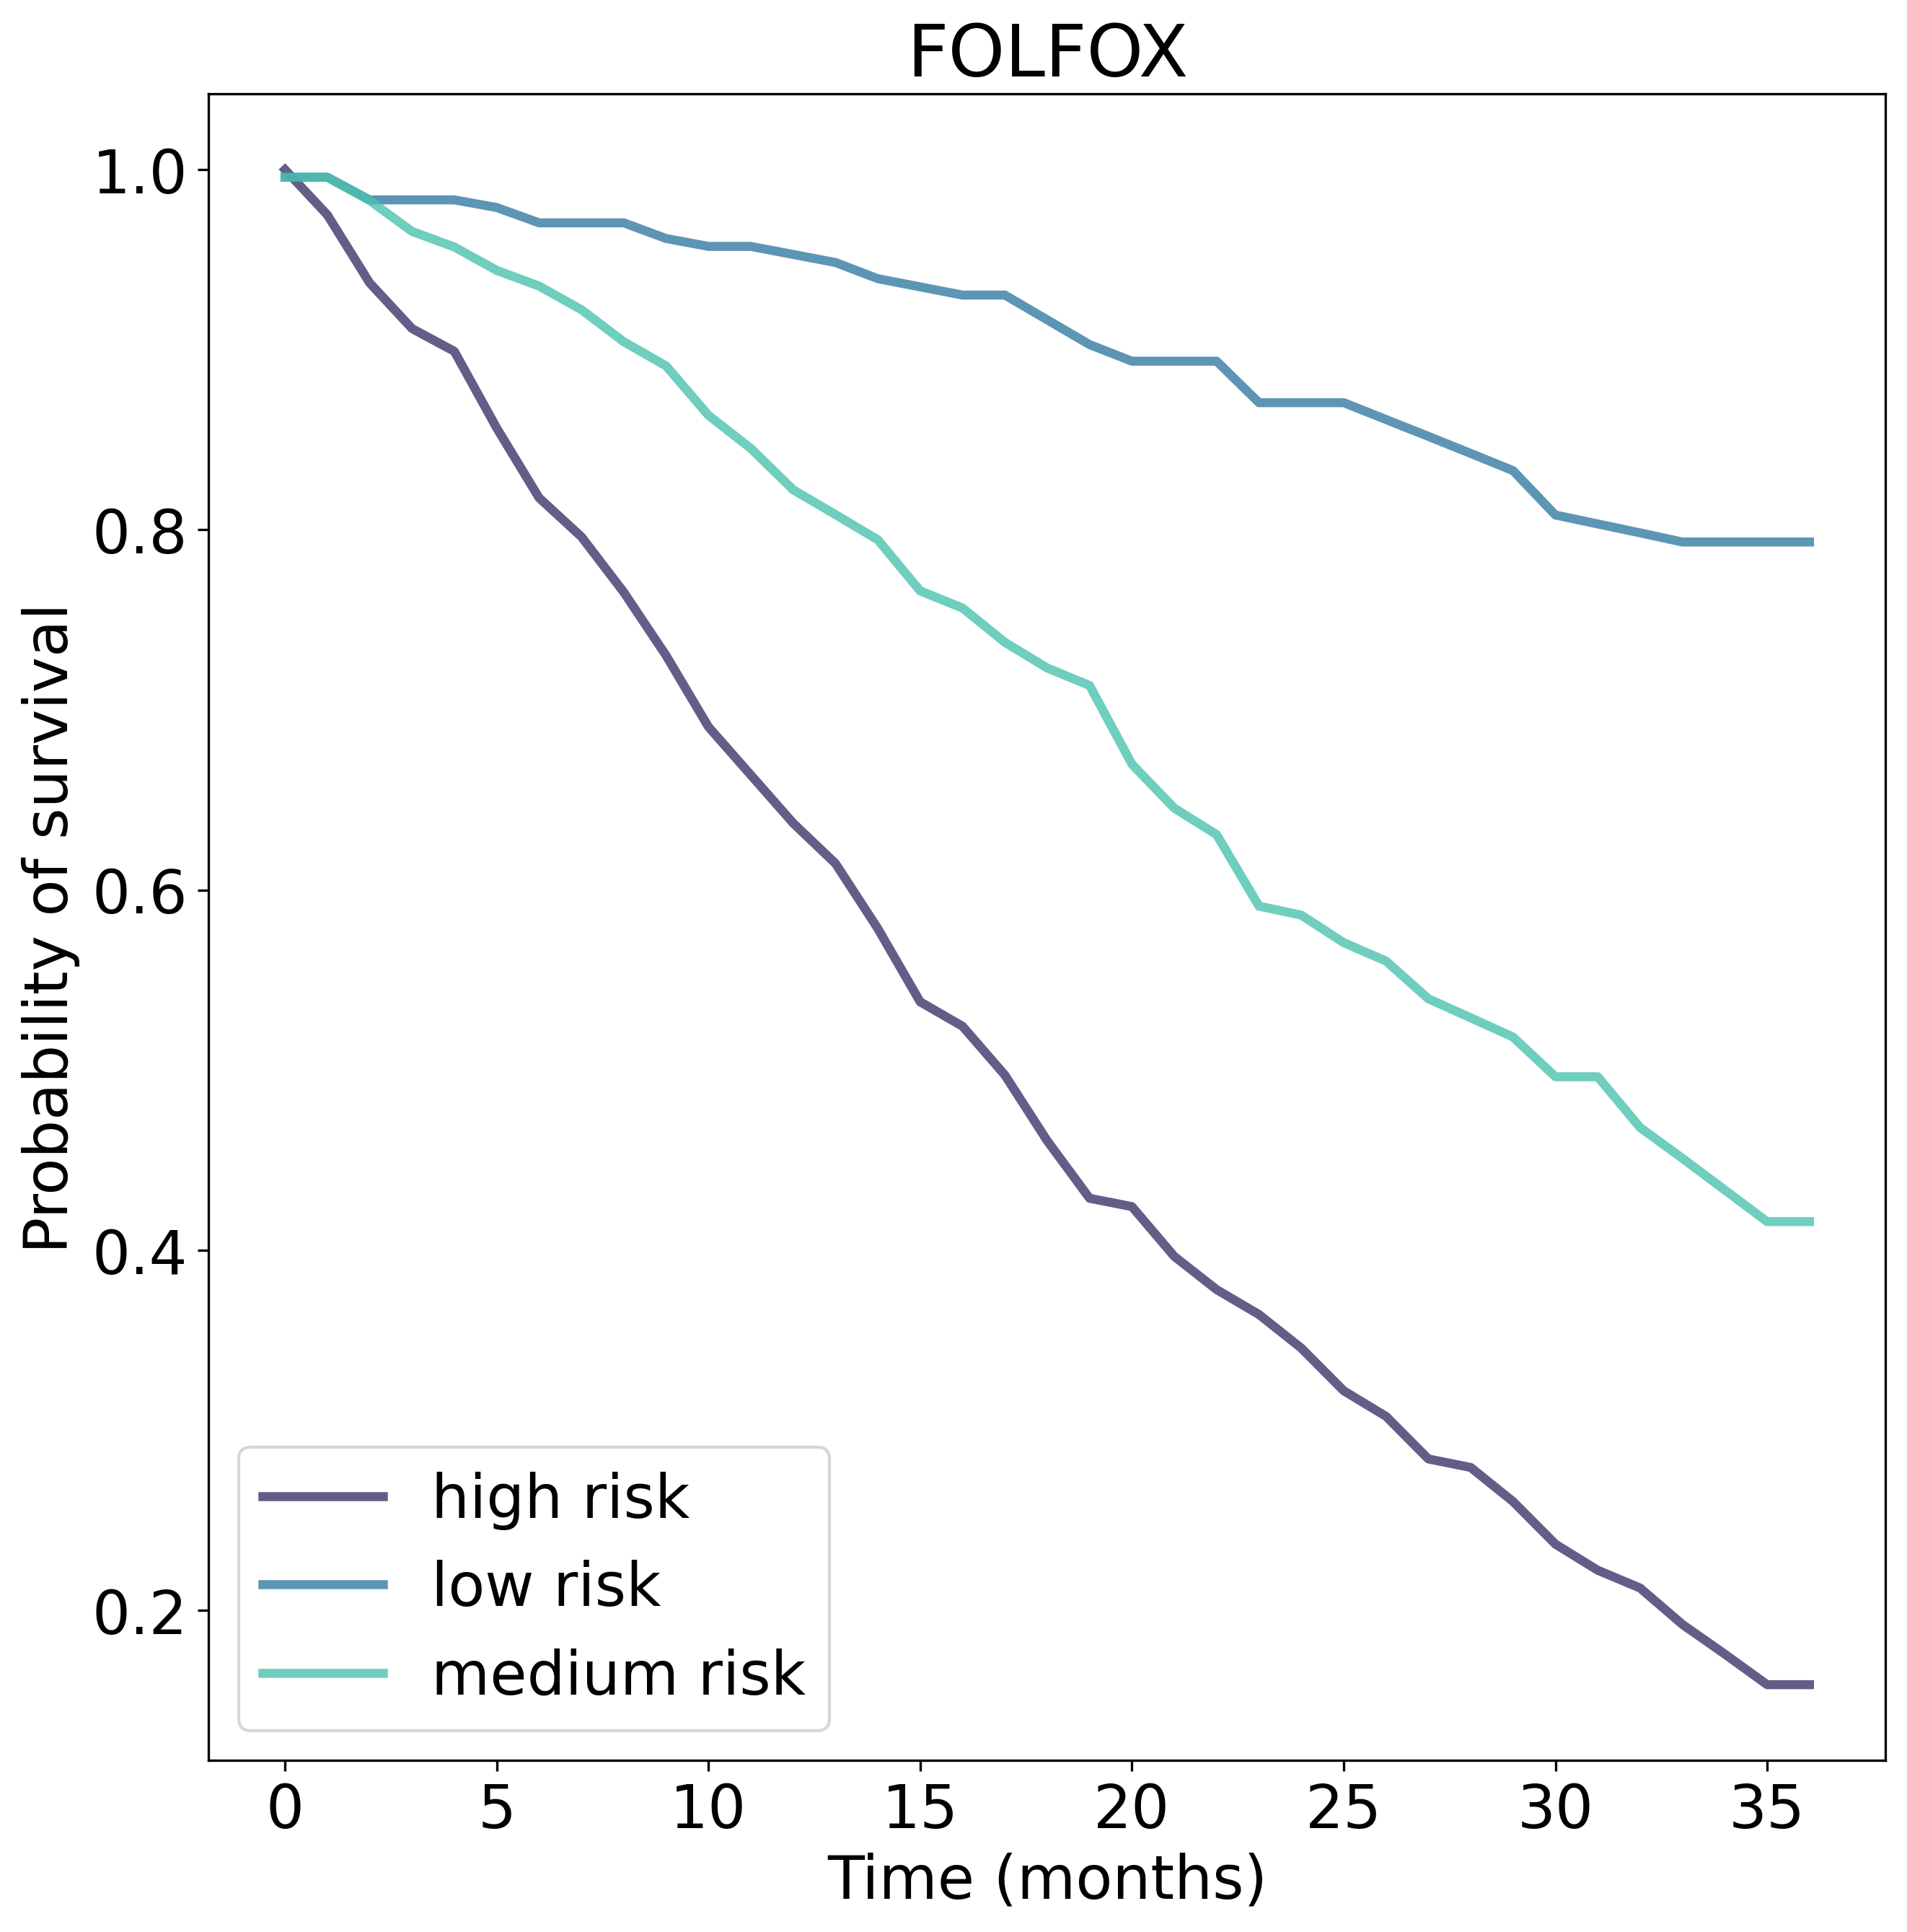 FOLFOX
Probability of survival
1.0
0.8
0.6
0.4
0.2
high risk
low risk
medium risk
0 5 10 15 20 25 30 35
Time (months)